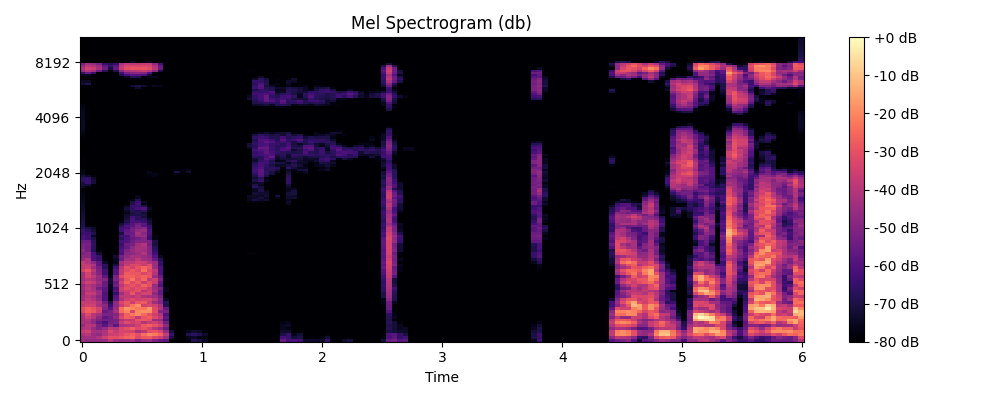 Mel Spectrogram (db)
8192
4096
2048
1024
512
0
Hz
0 1 2 3 4 5 6
Time
+0 dB
-10 dB
-20 dB
-30 dB
-40 dB
-50 dB
-60 dB
-70 dB
-80 dB